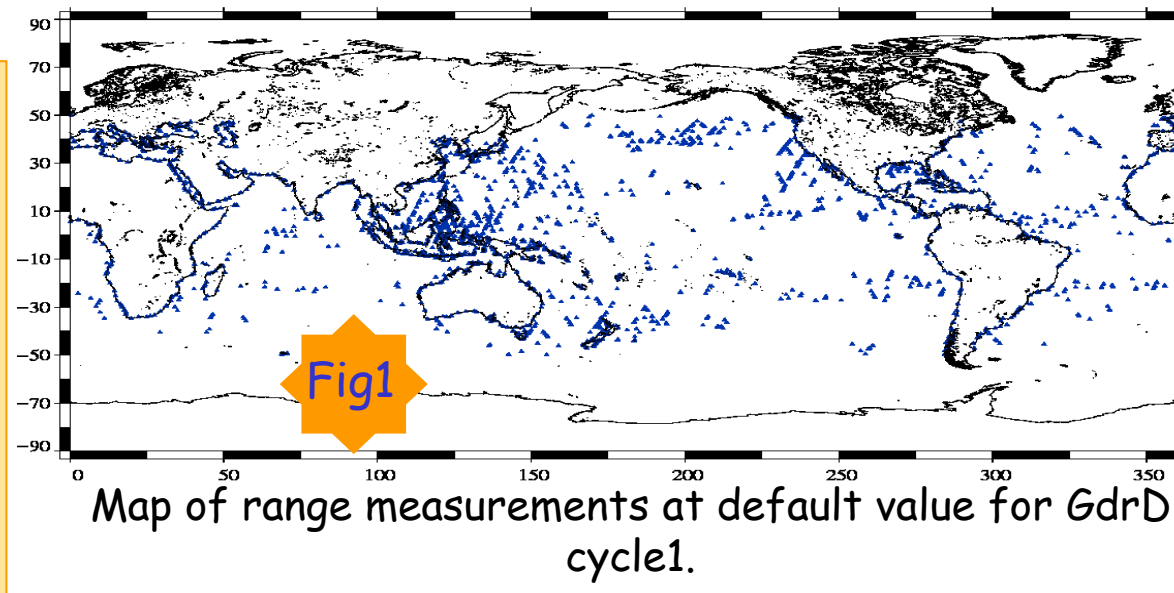 90
70
50
30
10
−10
−30
−50
−70
−90
Fig1
0 50 100 150 200 250 300 350
Map of range measurements at default value for GdrD
cycle1.